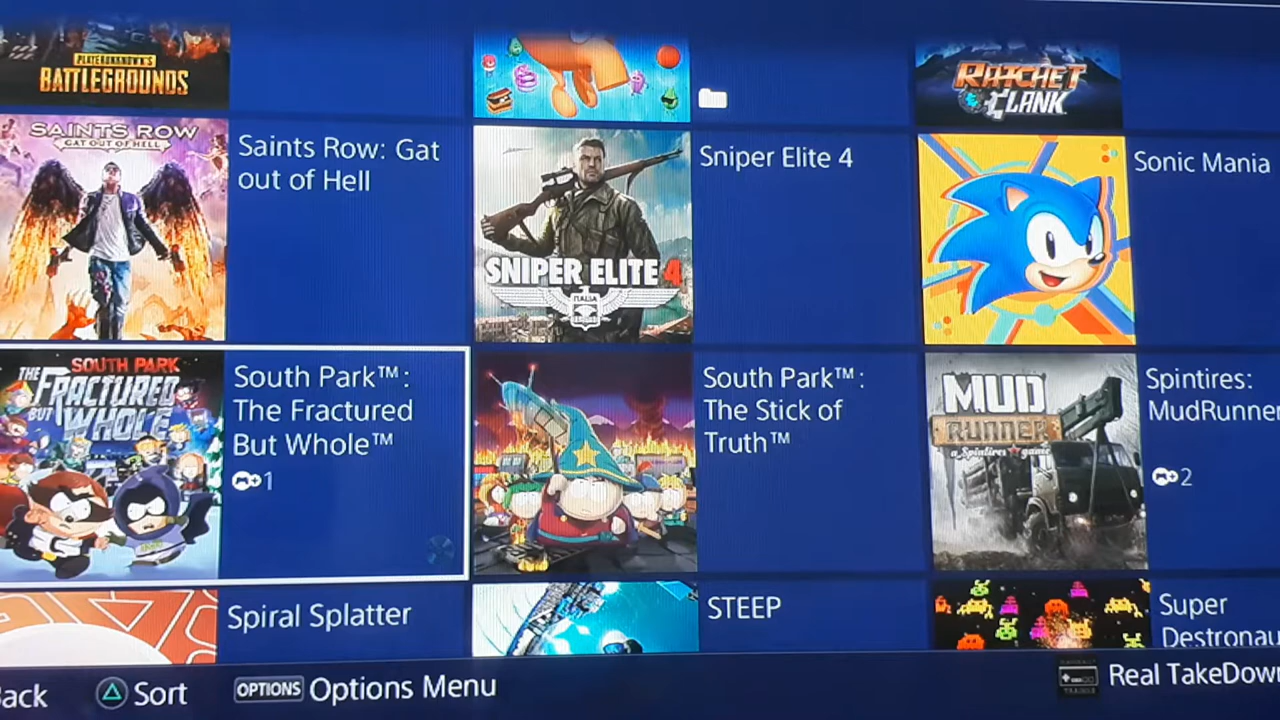 PLAYERUNKNOWN'S
BATTLEGROUNDS
RATCHET
CLANK
SAINTS ROW
GAT OUT OF HELL
Saints Row: Gat
out of Hell
SNIPER ELITE 4
ITALIA
Sniper Elite 4
Sonic Mania
SOUTH PARK
THE
FRACTURED
BUT WHOLE
South Park™:
The Fractured
But Whole™
1
South Park™:
The Stick of
Truth™
MUD
RUNNER
a Spintires game
Spintires:
MudRunner
2
Spiral Splatter
STEEP
Super
Destronau
ack
Sort
OPTIONS
Options Menu
Real TakeDown